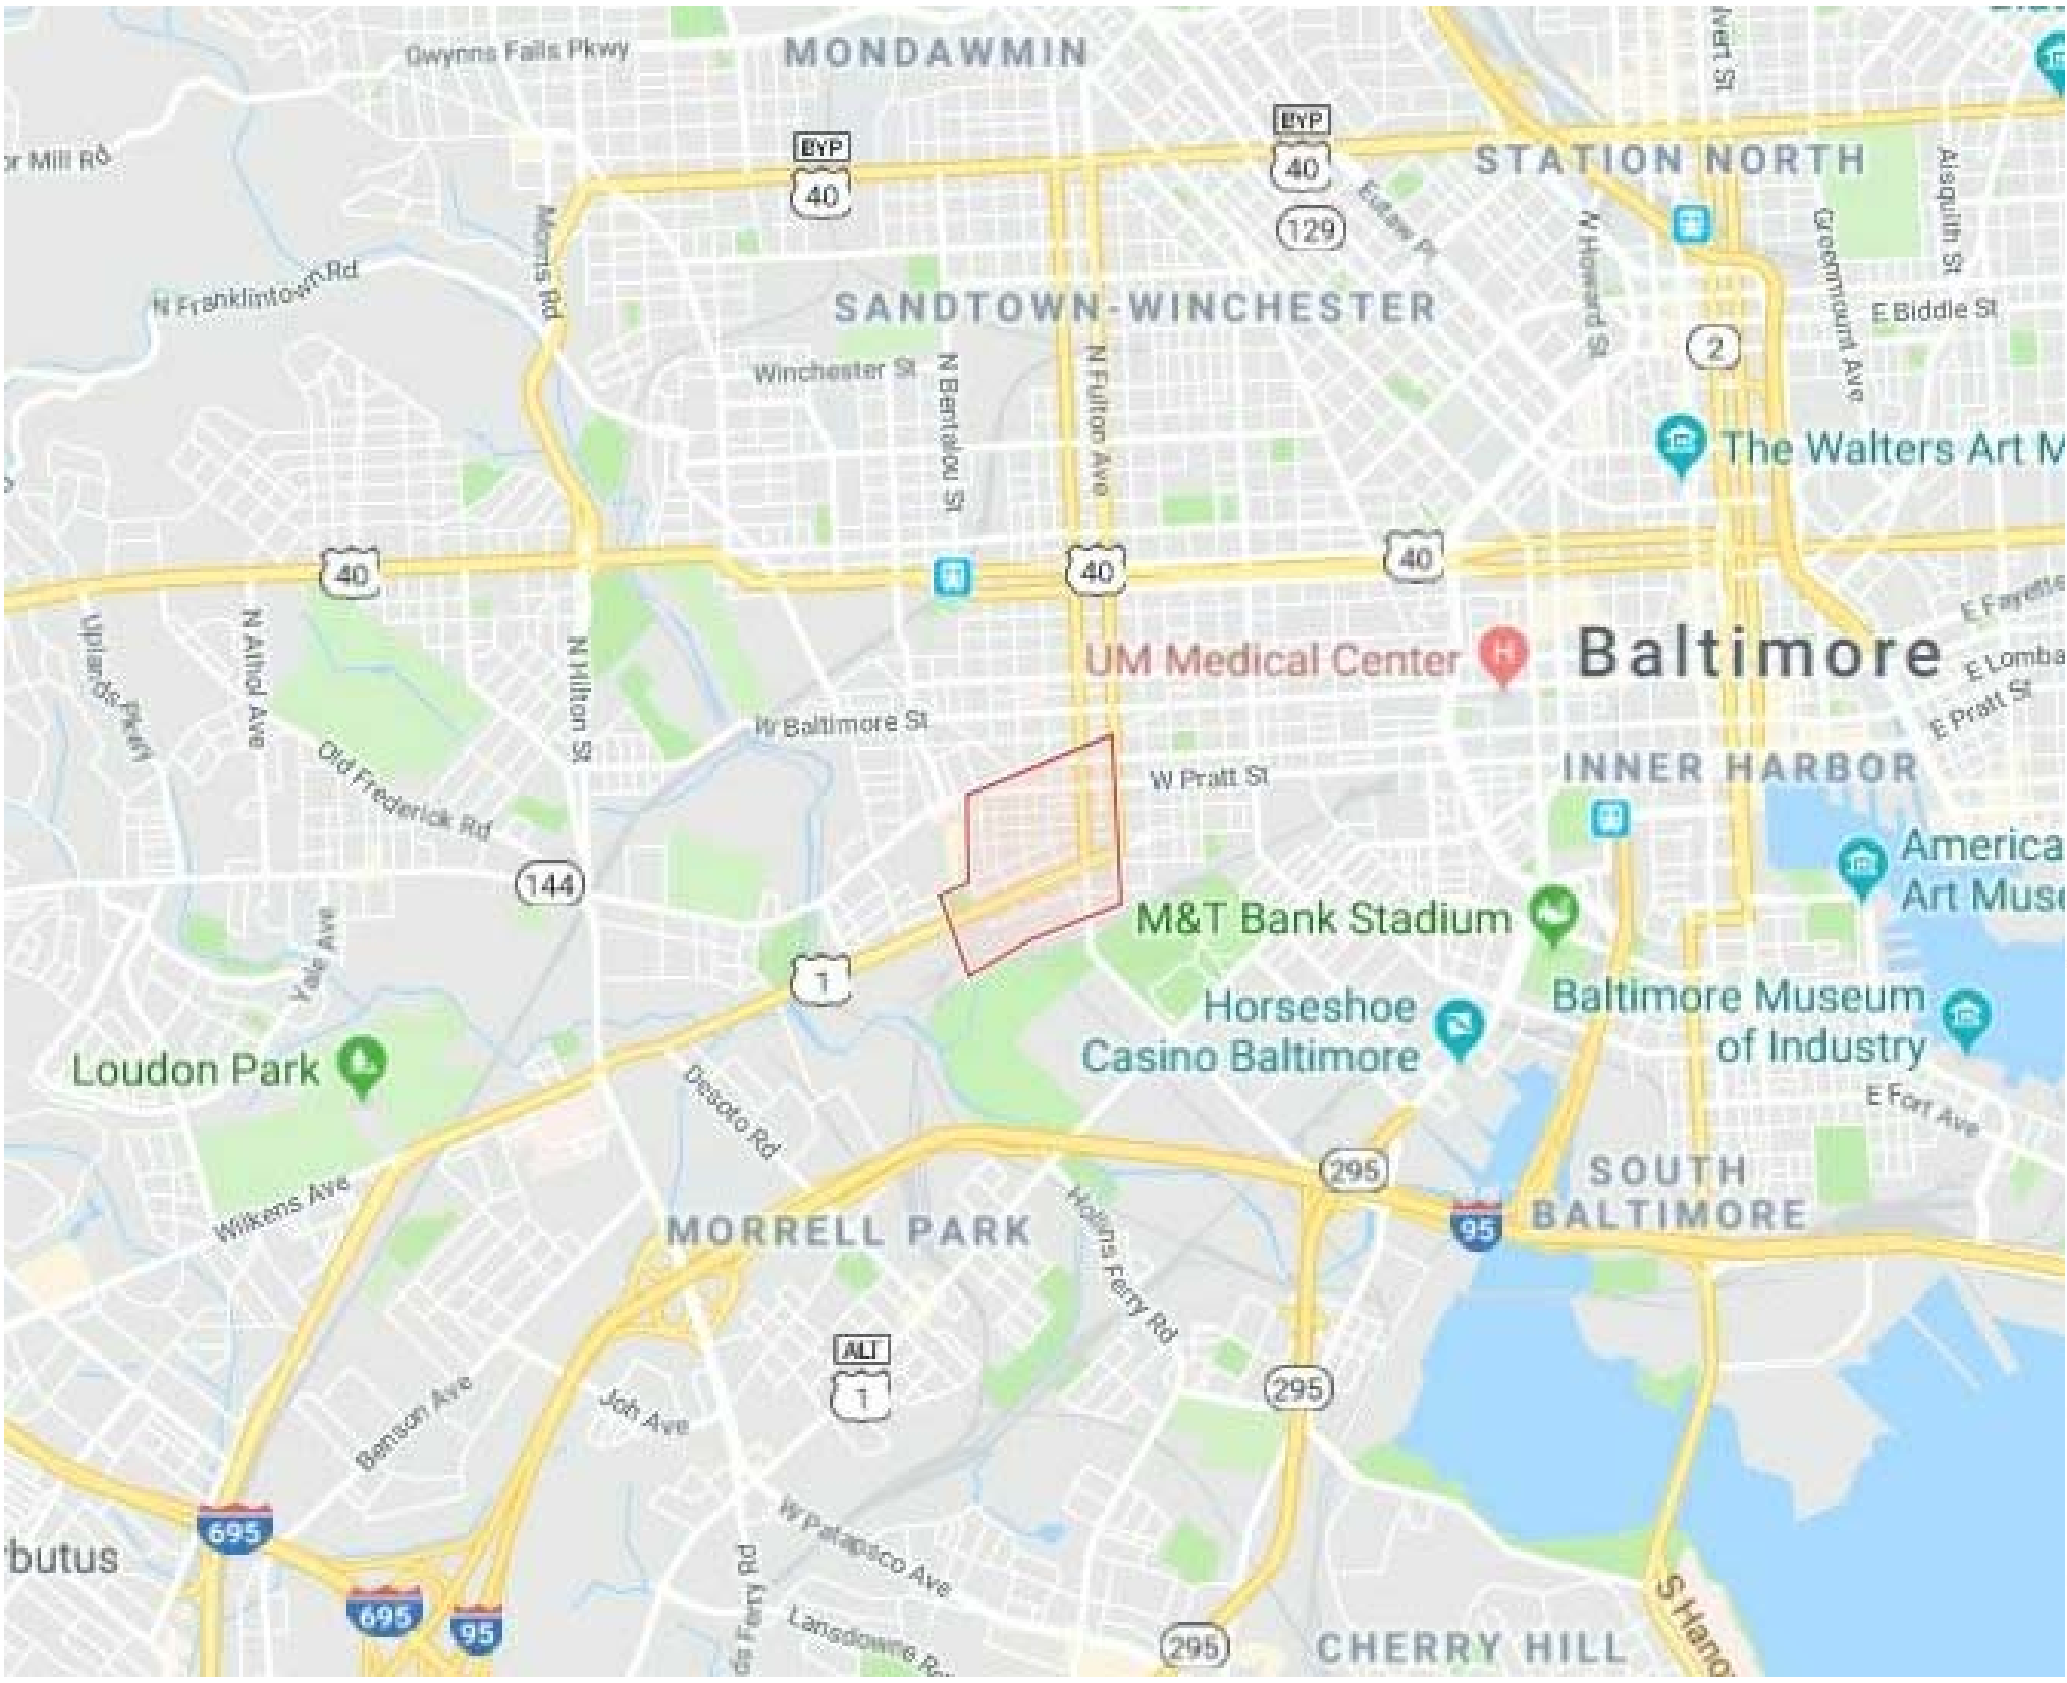 Gwynns Falls Pkwy
MONDAWMIN
BYP
40
BYP
40
129
or Mill Rd
STATION NORTH
Eutaw Pl
N Howard St
Aisquith St
Greenmount Ave
E Biddle St
Morris Rd
N Franklintown Rd
SANDTOWN-WINCHESTER
2
Winchester St
N Bentalou St
N Fulton Ave
The Walters Art M
40
40
40
Uplands Pkwy
N Athol Ave
N Hilton St
UM Medical Center
H
Baltimore
E Fayette
E Lomba
E Pratt St
W Baltimore St
Old Frederick Rd
W Pratt St
INNER HARBOR
America
Art Muse
144
Yale Ave
M&T Bank Stadium
1
Horseshoe
Casino Baltimore
Baltimore Museum
of Industry
Loudon Park
Desoto Rd
E Fort Ave
Wilkens Ave
295
SOUTH
BALTIMORE
95
MORRELL PARK
Hollins Ferry Rd
ALT
1
295
Benson Ave
Joh Ave
695
W Patapsco Ave
rbutus
695
95
ds Ferry Rd
Lansdowne Ro
295
CHERRY HILL
S Hano